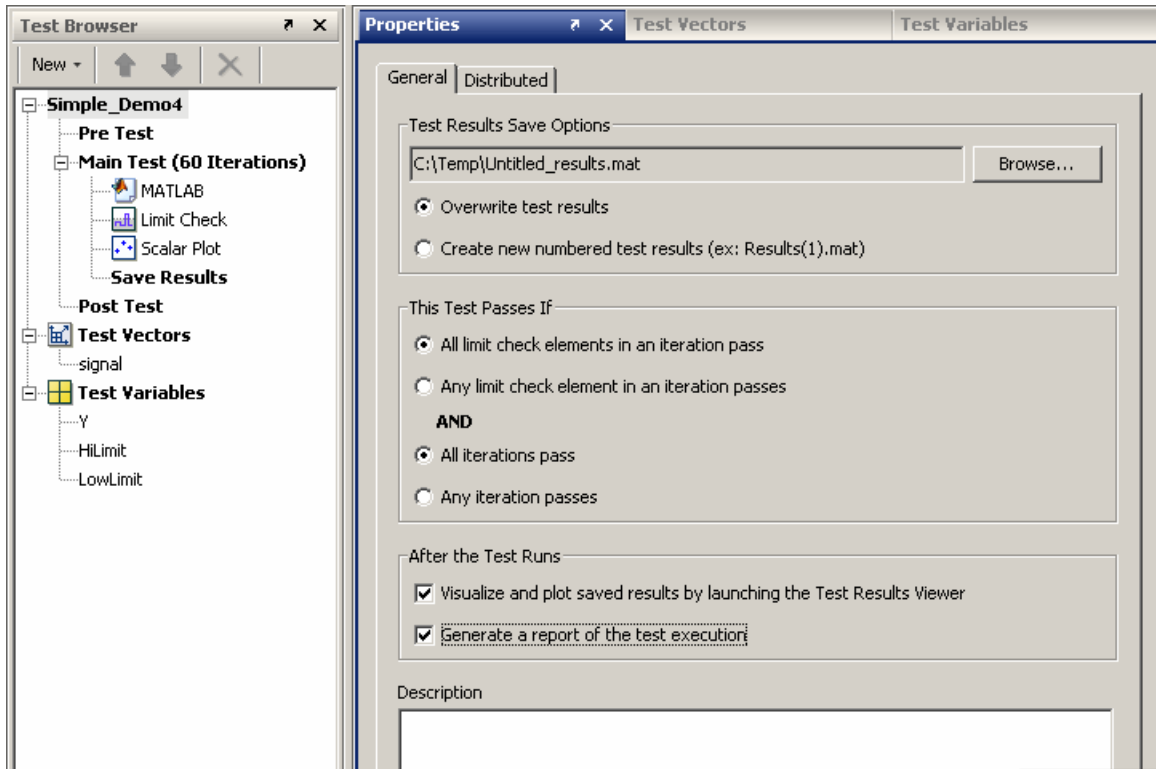 Test Browser
New
Simple_Demo4
Pre Test
Main Test (60 Iterations)
MATLAB
Limit Check
Scalar Plot
Save Results
Post Test
Test Vectors
signal
Test Variables
Y
HiLimit
LowLimit
Properties
Test Vectors
Test Variables
General
Distributed
Test Results Save Options
C:\Temp\Untitled_results.mat
Browse...
Overwrite test results
Create new numbered test results (ex: Results(1).mat)
This Test Passes If
All limit check elements in an iteration pass
Any limit check element in an iteration passes
AND
All iterations pass
Any iteration passes
After the Test Runs
Visualize and plot saved results by launching the Test Results Viewer
Generate a report of the test execution
Description